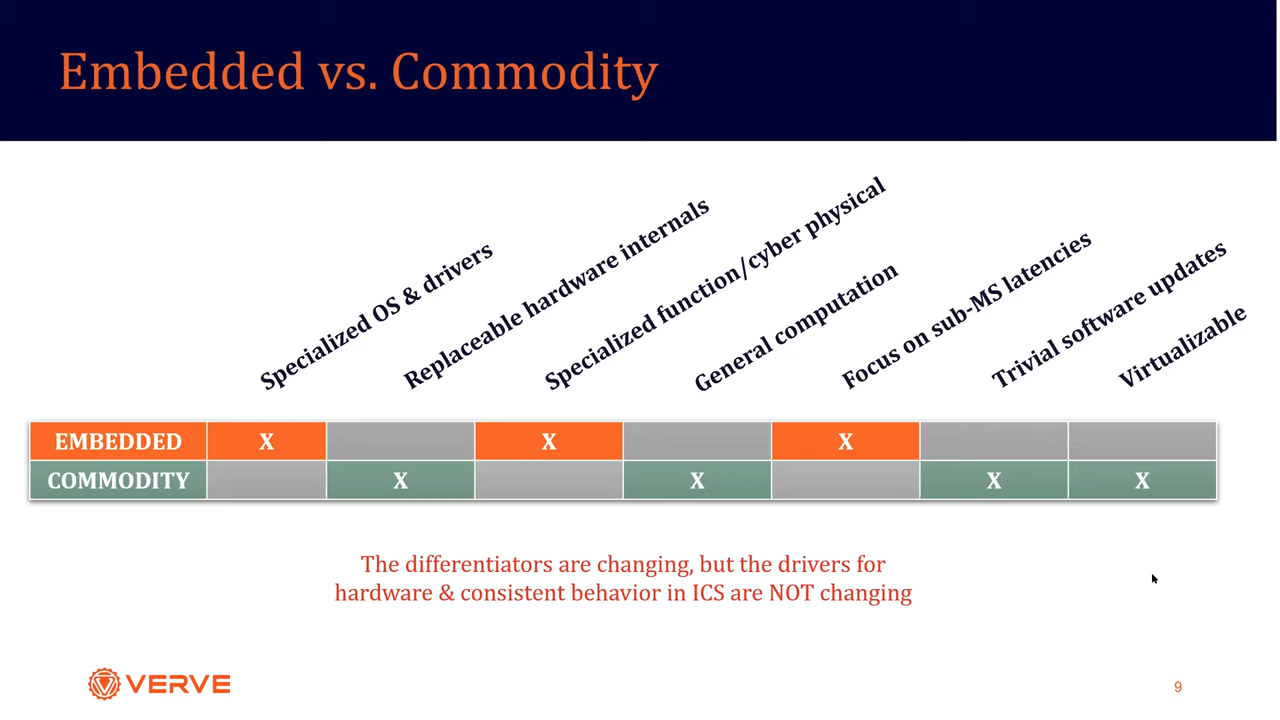 Embedded vs. Commodity
Specialized OS & drivers
Replaceable hardware internals
Specialized function/cyber physical
General computation
Focus on sub-MS latencies
Trivial software updates
Virtualizable
EMBEDDED X X X
COMMODITY X X X X
The differentiators are changing, but the drivers for
hardware & consistent behavior in ICS are NOT changing
VERVE
9